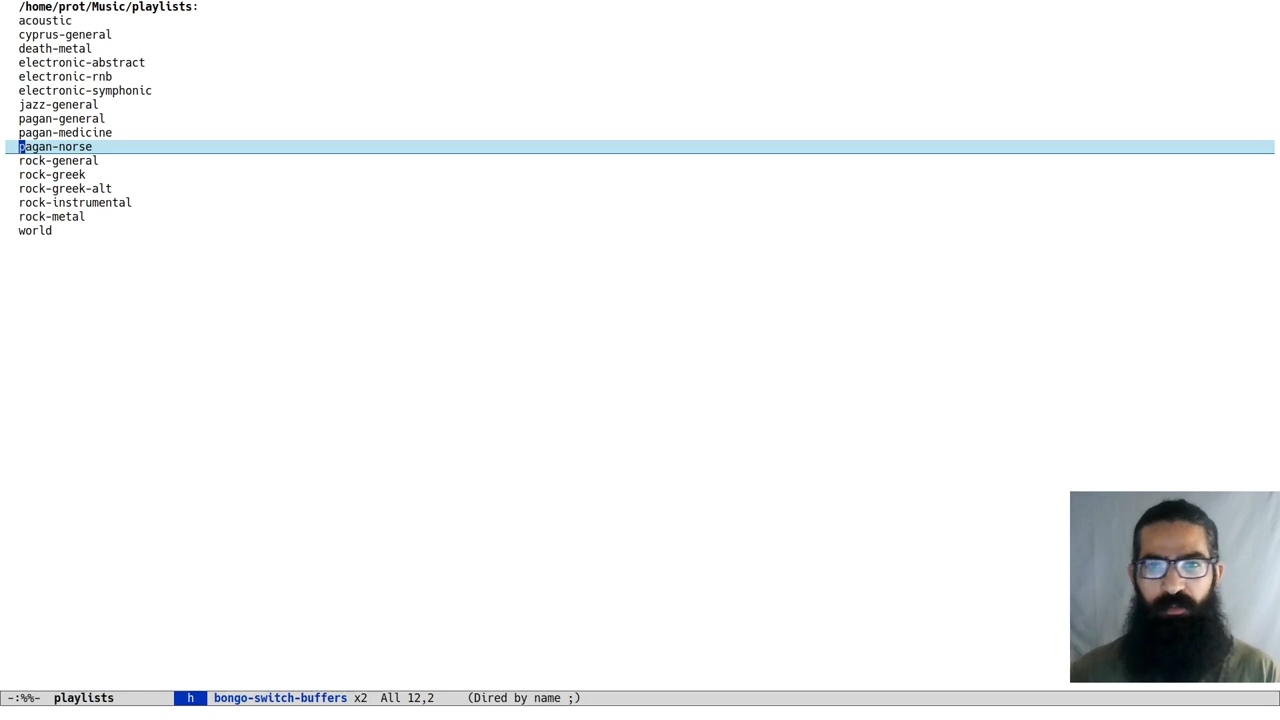 /home/prot/Music/playlists:
acoustic
cyprus-general
death-metal
electronic-abstract
electronic-rnb
electronic-symphonic
jazz-general
pagan-general
pagan-medicine
pagan-norse
rock-general
rock-greek
rock-greek-alt
rock-instrumental
rock-metal
world
-:%%- playlists h bongo-switch-buffers x2 All 12,2 (Dired by name ;)